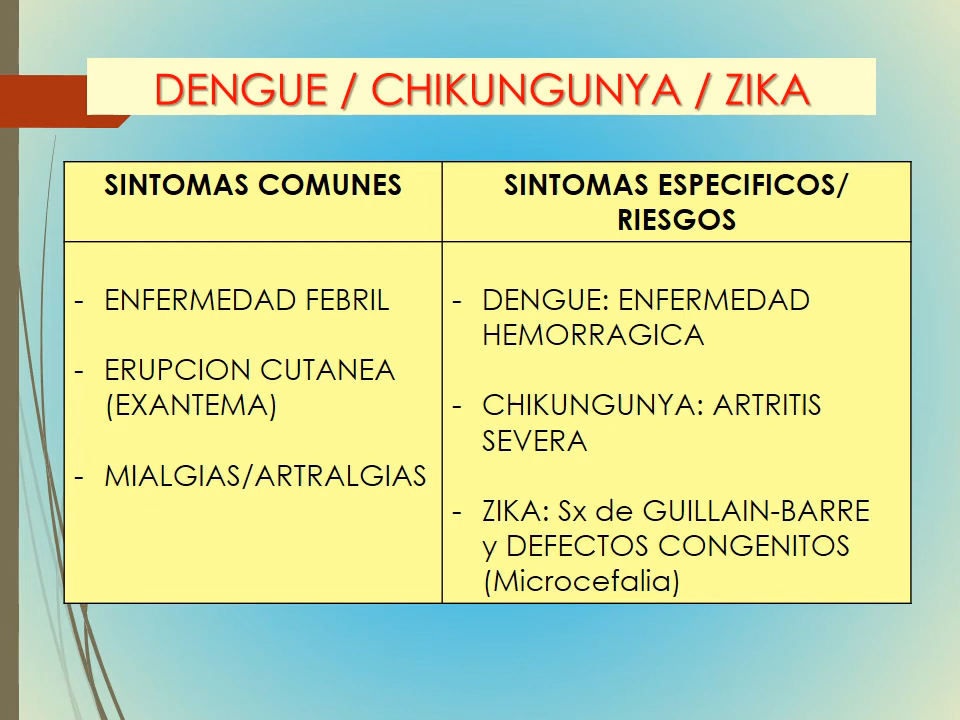 DENGUE / CHIKUNGUNYA / ZIKA
SINTOMAS COMUNES
SINTOMAS ESPECIFICOS/
RIESGOS
- ENFERMEDAD FEBRIL
- ERUPCION CUTANEA
(EXANTEMA)
- MIALGIAS/ARTRALGIAS
- DENGUE: ENFERMEDAD
HEMORRAGICA
- CHIKUNGUNYA: ARTRITIS
SEVERA
- ZIKA: Sx de GUILLAIN-BARRE
y DEFECTOS CONGENITOS
(Microcefalia)